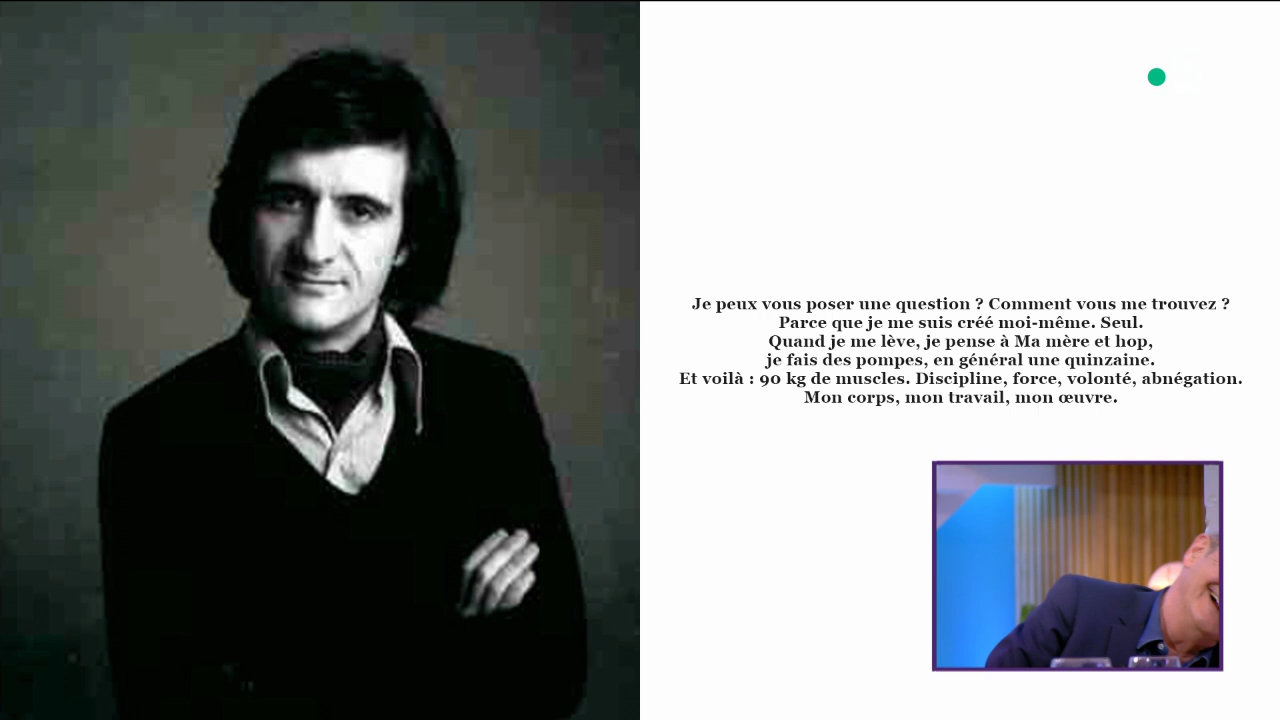 Je peux vous poser une question ? Comment vous me trouvez ?
Parce que je me suis créé moi-même. Seul.
Quand je me lève, je pense à Ma mère et hop,
je fais des pompes, en général une quinzaine.
Et voilà : 90 kg de muscles. Discipline, force, volonté, abnégation.
Mon corps, mon travail, mon œuvre.